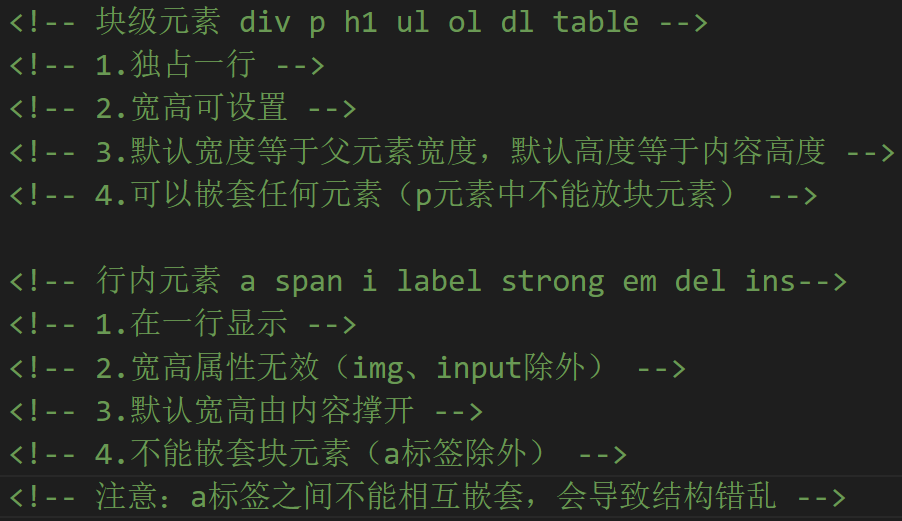 <!-- 块级元素 div p h1 ul ol dl table -->
<!-- 1.独占一行 -->
<!-- 2.宽高可设置 -->
<!-- 3.默认宽度等于父元素宽度，默认高度等于内容高度 -->
<!-- 4.可以嵌套任何元素（p元素中不能放块元素） -->
<!-- 行内元素 a span i label strong em del ins-->
<!-- 1.在一行显示 -->
<!-- 2.宽高属性无效（img、input除外） -->
<!-- 3.默认宽高由内容撑开 -->
<!-- 4.不能嵌套块元素（a标签除外） -->
<!-- 注意：a标签之间不能相互嵌套，会导致结构错乱 -->